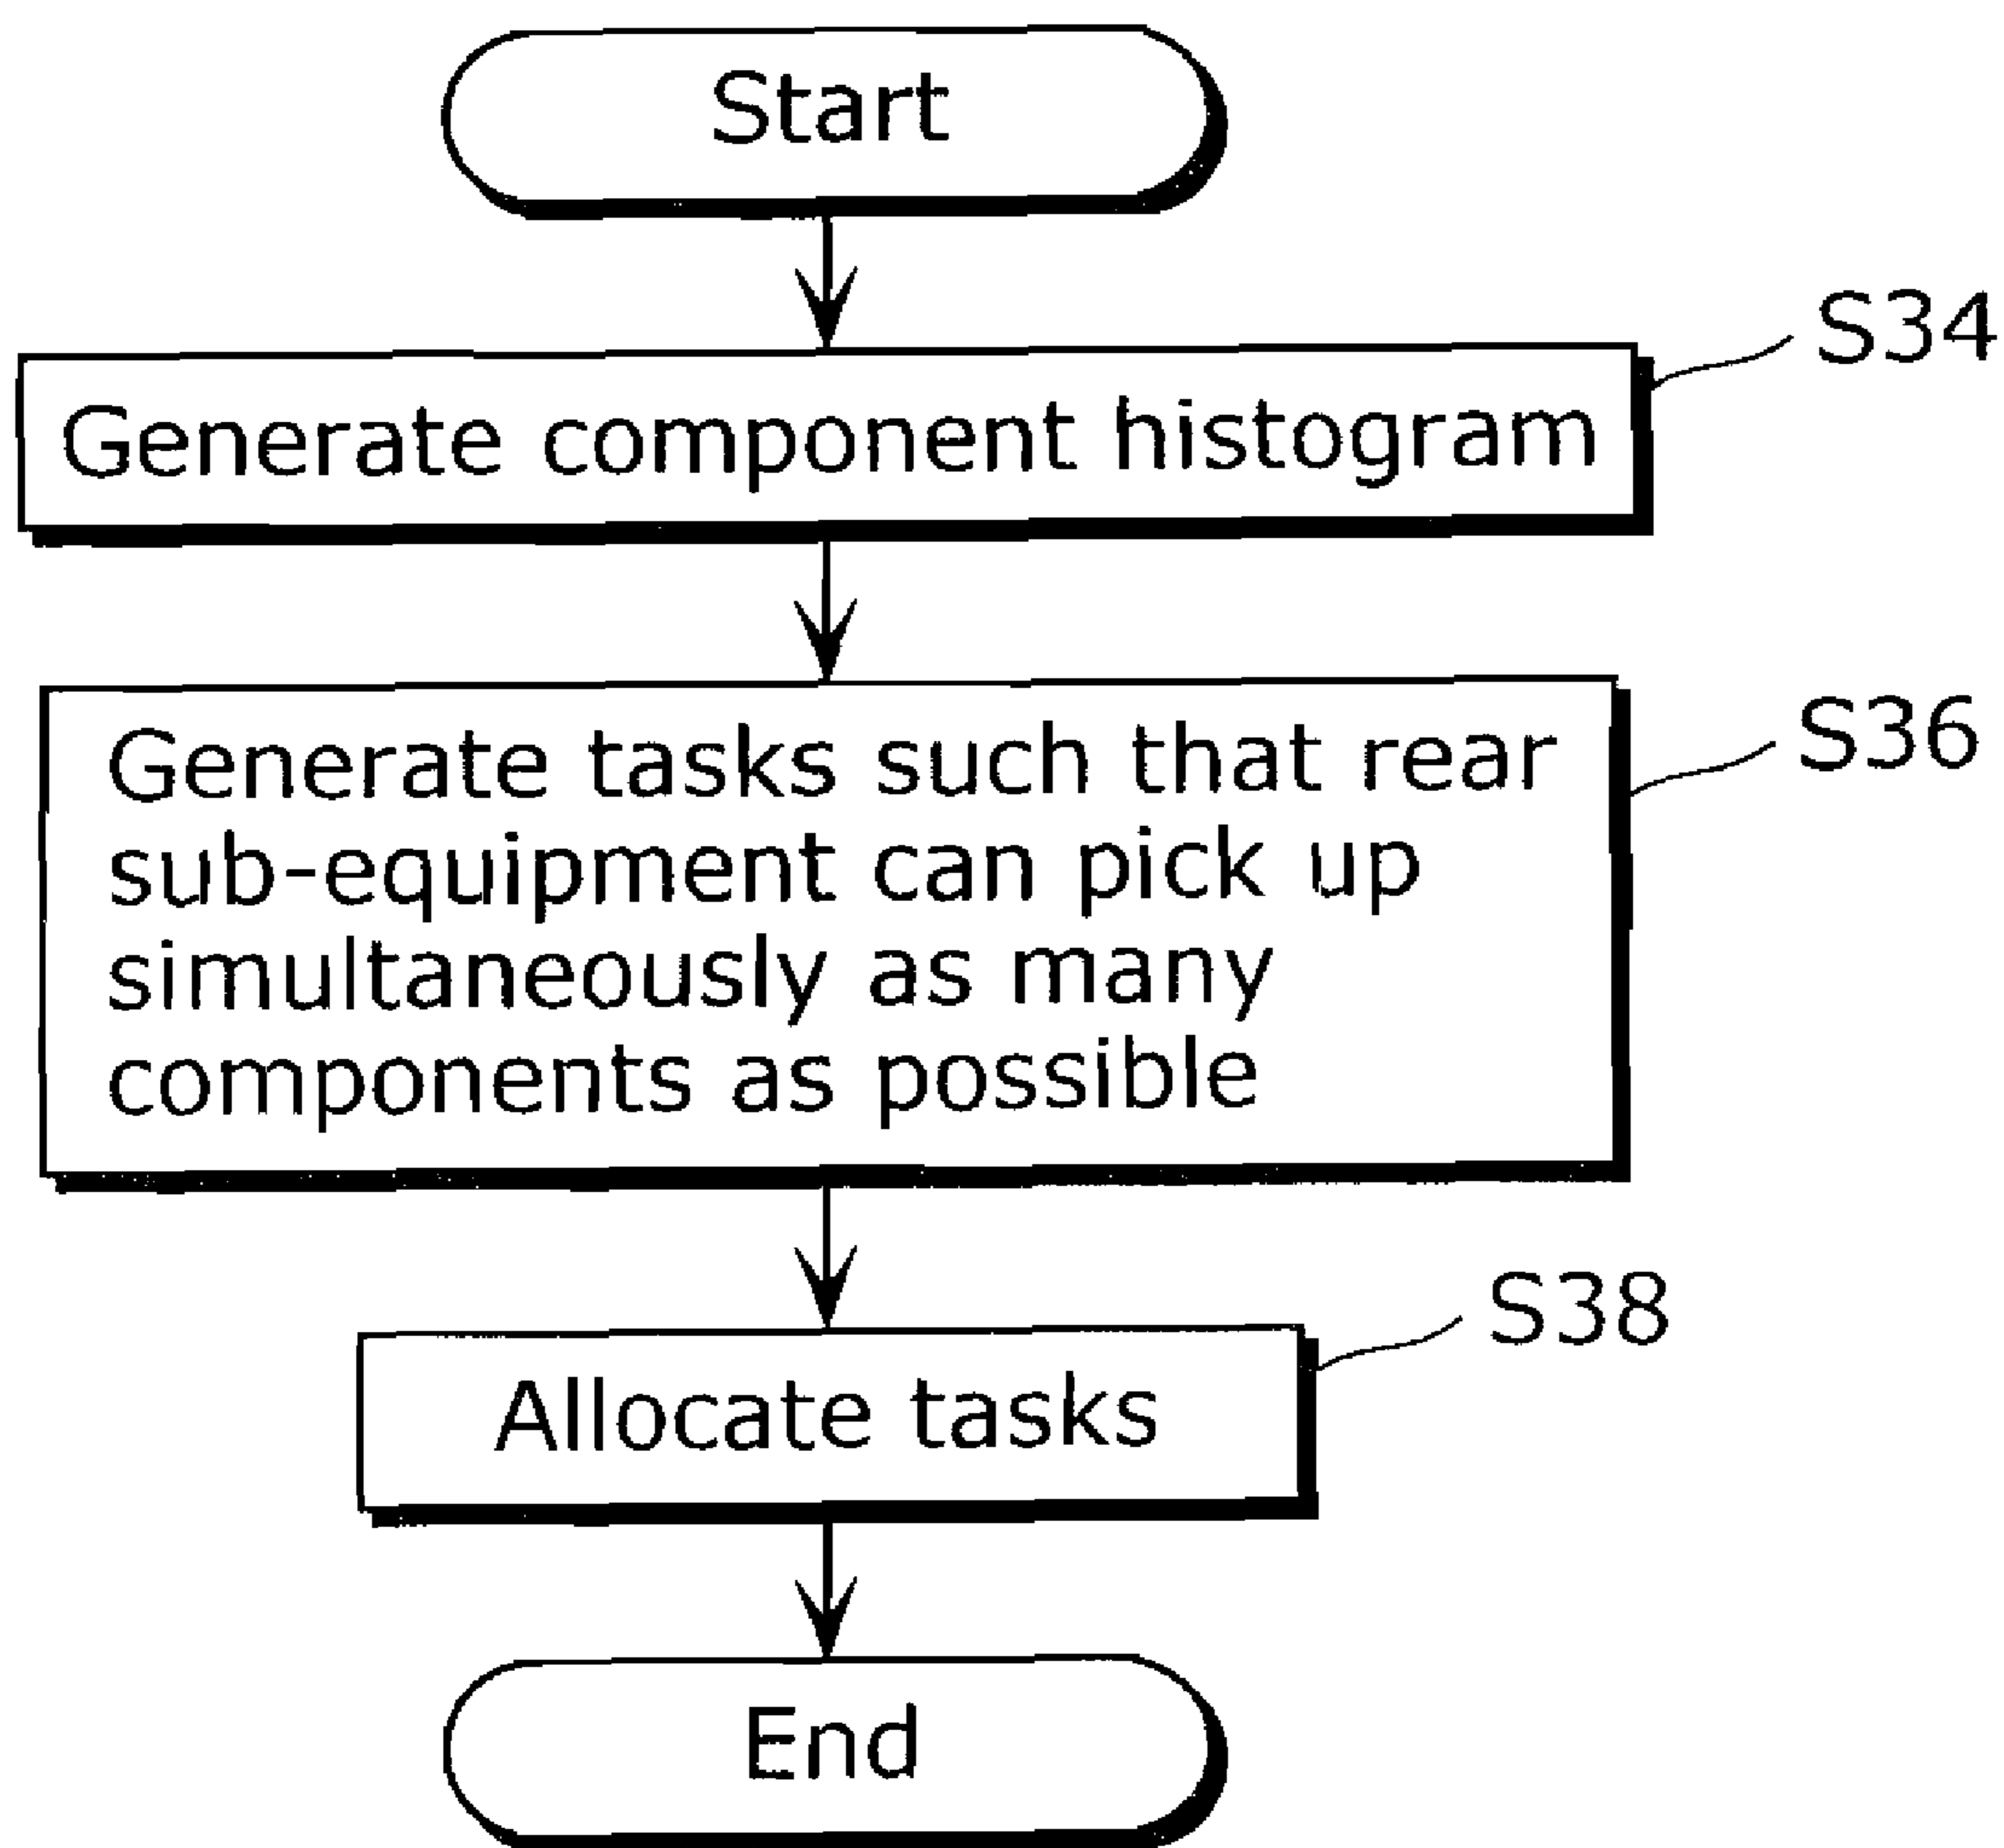 Start
S34
Generate component histogram
S36
Generate tasks such that rear
sub-equipment can pick up
simultaneously as many
components as possible
S38
Allocate tasks
End